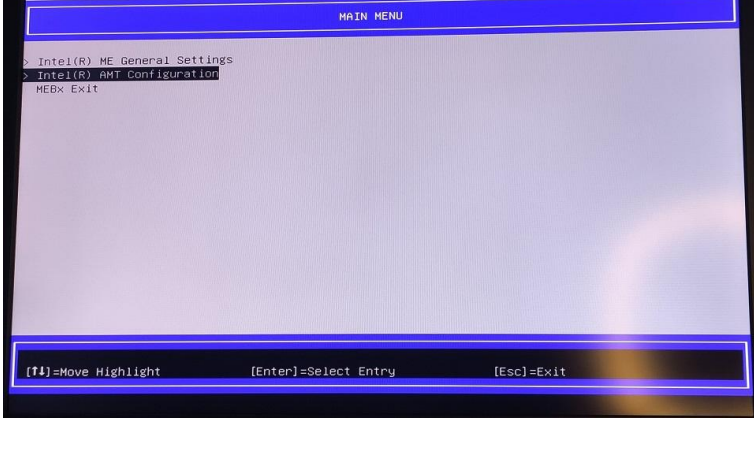 MAIN MENU
> Intel(R) ME General Settings
> Intel(R) AMT Configuration
MEBx Exit
[↑↓]=Move Highlight [Enter]=Select Entry [Esc]=Exit